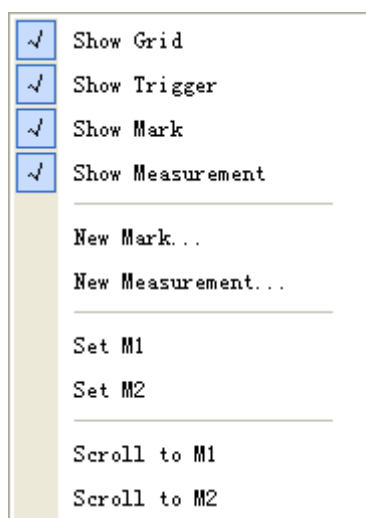 Show Grid
Show Trigger
Show Mark
Show Measurement
New Mark...
New Measurement...
Set M1
Set M2
Scroll to M1
Scroll to M2